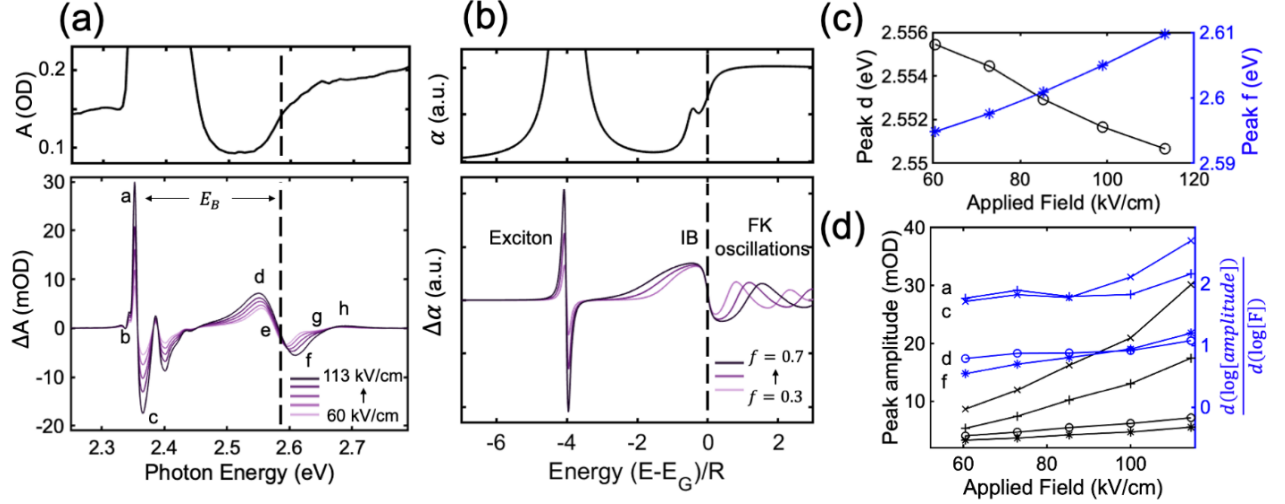 (a)
A (OD)
0.2
0.1
ΔA (mOD)
30
20
10
0
-10
-20
a
b
c
d
e
f
g
h
E_B
113 kV/cm
60 kV/cm
2.3 2.4 2.5 2.6 2.7
Photon Energy (eV)
(b)
α (a.u.)
Δα (a.u.)
Exciton
IB
FK
oscillations
f = 0.7
f = 0.3
-6 -4 -2 0 2
Energy (E-E_G)/R
(c)
Peak d (eV)
2.556
2.554
2.552
2.55
Peak f (eV)
2.61
2.6
2.59
60 80 100 120
Applied Field (kV/cm)
(d)
Peak amplitude (mOD)
40
30
20
10
a
c
d
f
2
1
0
d(log[amplitude])
d(log[F])
60 80 100
Applied Field (kV/cm)